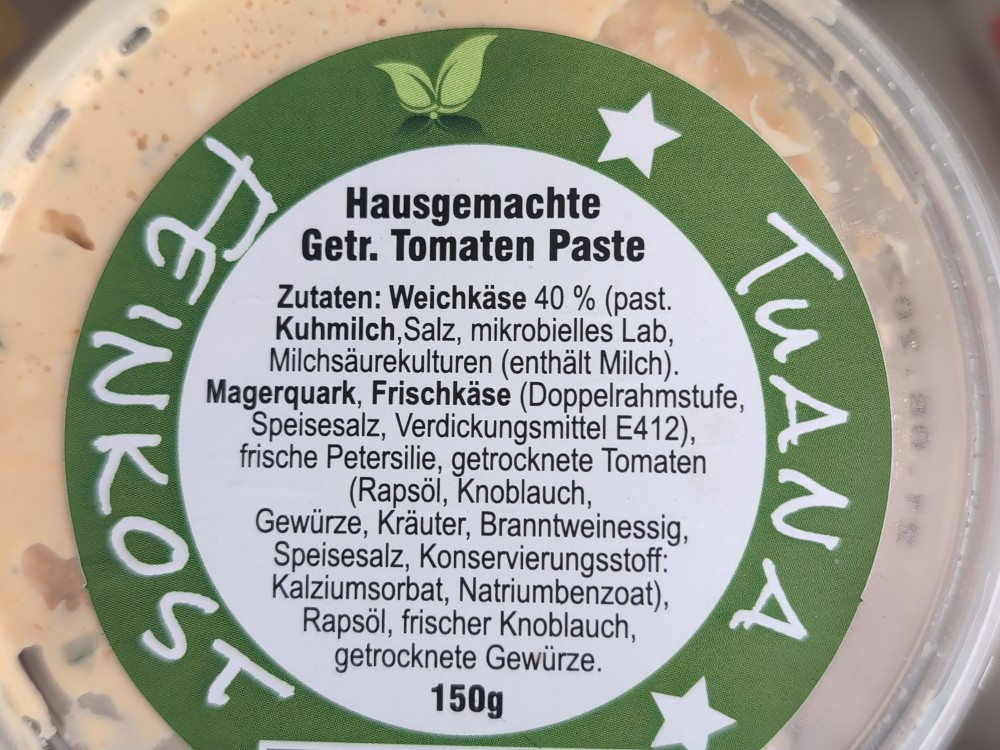 FEINKOST
TUANA
Hausgemachte
Getr. Tomaten Paste
Zutaten: Weichkäse 40 % (past.
Kuhmilch,Salz, mikrobielles Lab,
Milchsäurekulturen (enthält Milch).
Magerquark, Frischkäse (Doppelrahmstufe,
Speisesalz, Verdickungsmittel E412),
frische Petersilie, getrocknete Tomaten
(Rapsöl, Knoblauch,
Gewürze, Kräuter, Branntweinessig,
Speisesalz, Konservierungsstoff:
Kalziumsorbat, Natriumbenzoat),
Rapsöl, frischer Knoblauch,
getrocknete Gewürze.
150g